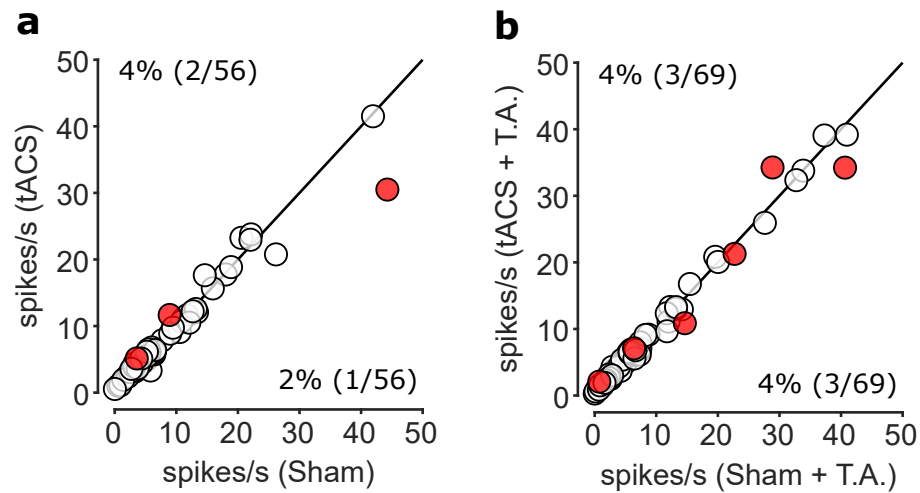 a
4% (2/56)
50
40
30
20
10
0
spikes/s (tACS)
2% (1/56)
0 10 20 30 40 50
spikes/s (Sham)
b
4% (3/69)
50
40
30
20
10
0
spikes/s (tACS + T.A.)
4% (3/69)
0 10 20 30 40 50
spikes/s (Sham + T.A.)